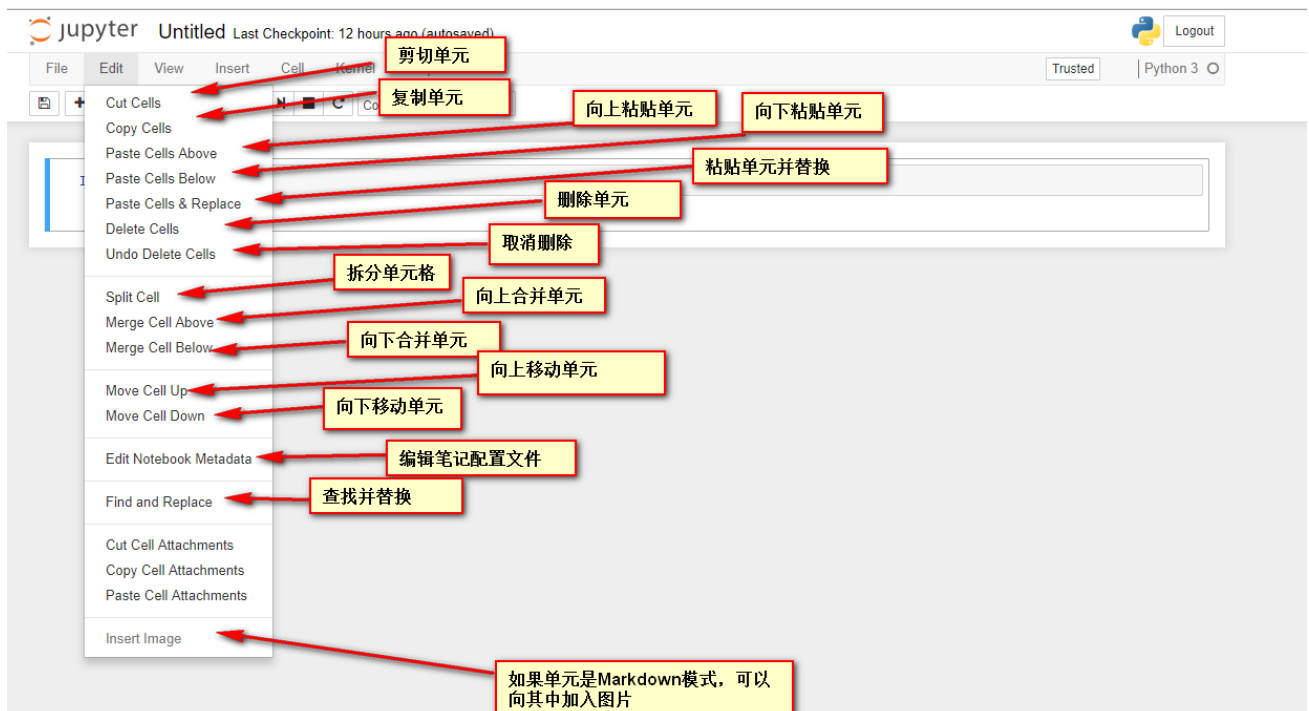 jupyter Untitled Last Checkpoint: 12 hours ago (autosaved)
Logout
File Edit View Insert Cell Kernel
Trusted
Python 3
剪切单元
复制单元
向上粘贴单元
向下粘贴单元
粘贴单元并替换
删除单元
取消删除
拆分单元格
向上合并单元
向下合并单元
向上移动单元
向下移动单元
编辑笔记配置文件
查找并替换
Cut Cells
Copy Cells
Paste Cells Above
Paste Cells Below
Paste Cells & Replace
Delete Cells
Undo Delete Cells
Split Cell
Merge Cell Above
Merge Cell Below
Move Cell Up
Move Cell Down
Edit Notebook Metadata
Find and Replace
Cut Cell Attachments
Copy Cell Attachments
Paste Cell Attachments
Insert Image
如果单元是Markdown模式，可以
向其中加入图片